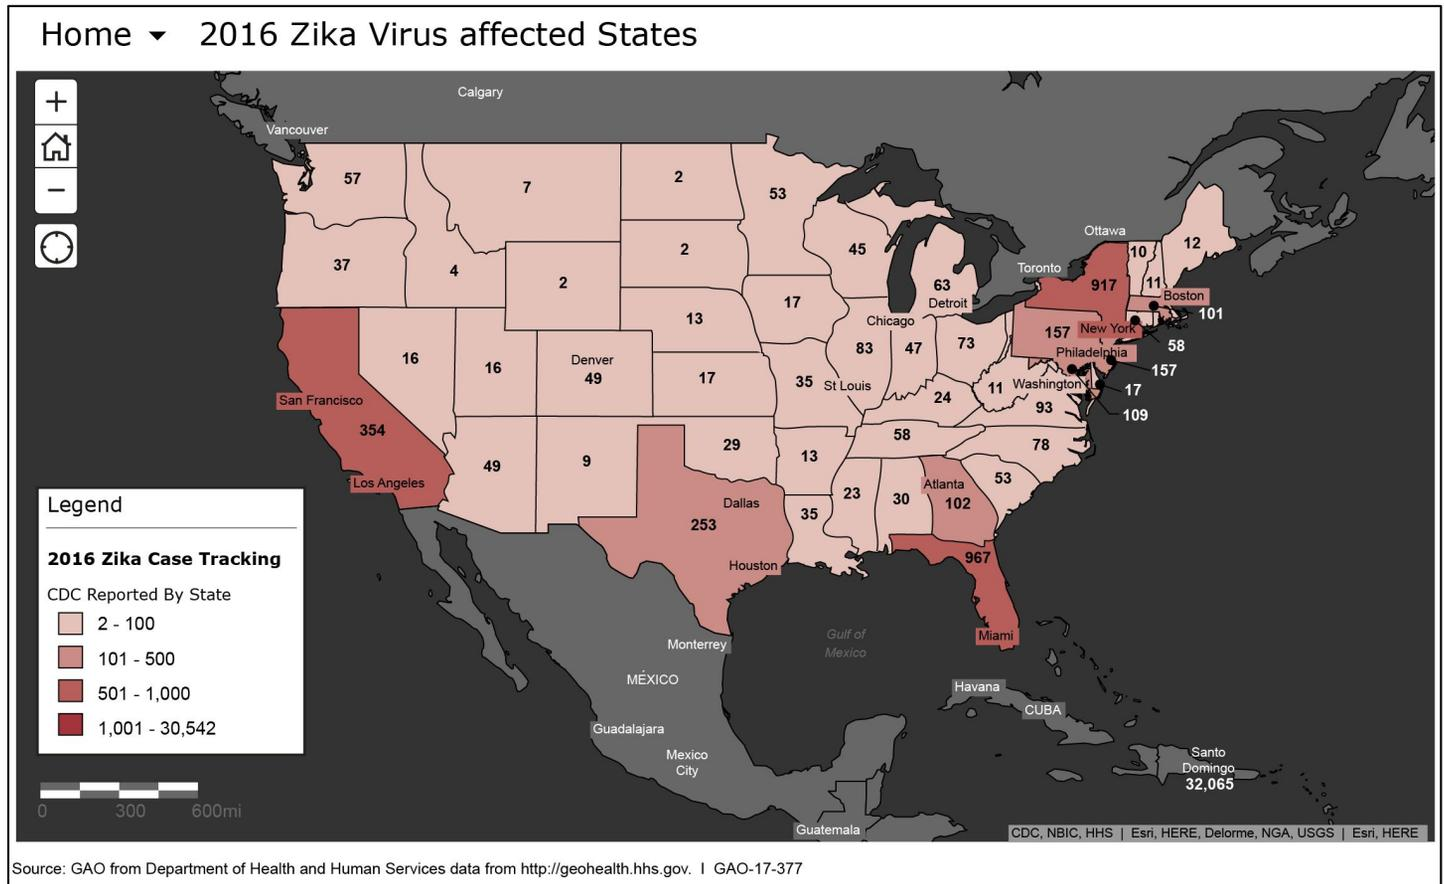 Home 2016 Zika Virus affected States
+
−
Calgary
Vancouver
57
7
2
53
37
4
2
2
45
63
Detroit
Ottawa
Toronto
917
10
11
12
Boston
101
New York
58
157
Philadelphia
157
Washington
17
109
13
17
Chicago
83
47
73
16
16
Denver
49
17
35
St Louis
24
11
93
San Francisco
354
Los Angeles
49
9
29
13
58
78
53
Dallas
253
Houston
35
23
30
Atlanta
102
967
Miami
Legend
2016 Zika Case Tracking
CDC Reported By State
2 - 100
101 - 500
501 - 1,000
1,001 - 30,542
Monterrey
MÉXICO
Guadalajara
Mexico
City
Gulf of
Mexico
Havana
CUBA
Santo
Domingo
32,065
Guatemala
0 300 600mi
CDC, NBIC, HHS | Esri, HERE, Delorme, NGA, USGS | Esri, HERE
Source: GAO from Department of Health and Human Services data from http://geohealth.hhs.gov. I GAO-17-377